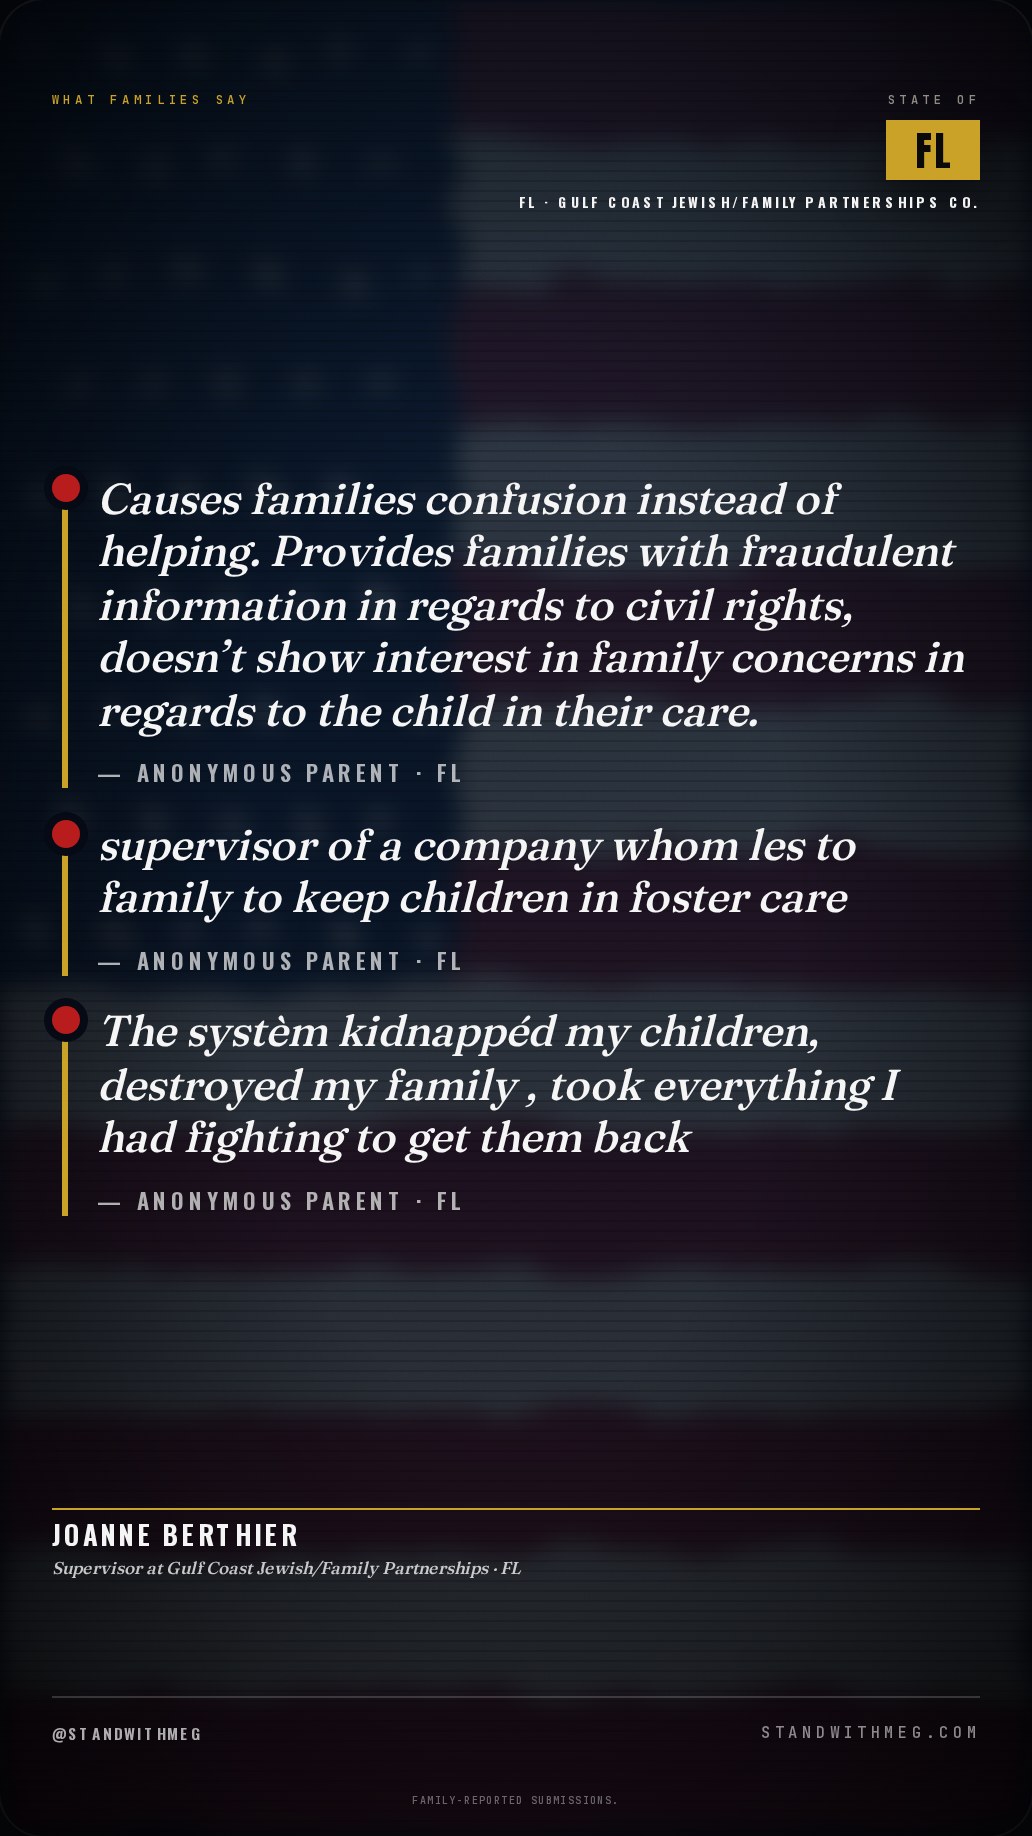 WHAT FAMILIES SAY
STATE OF
FL
FL · GULF COAST JEWISH/FAMILY PARTNERSHIPS CO.
Causes families confusion instead of
helping. Provides families with fraudulent
information in regards to civil rights,
doesn’t show interest in family concerns in
regards to the child in their care.
— ANONYMOUS PARENT · FL
supervisor of a company whom les to
family to keep children in foster care
— ANONYMOUS PARENT · FL
The systèm kidnappéd my children,
destroyed my family , took everything I
had fighting to get them back
— ANONYMOUS PARENT · FL
JOANNE BERTHIER
Supervisor at Gulf Coast Jewish/Family Partnerships · FL
@STANDWITHMEG
STANDWITHMEG.COM
FAMILY-REPORTED SUBMISSIONS.